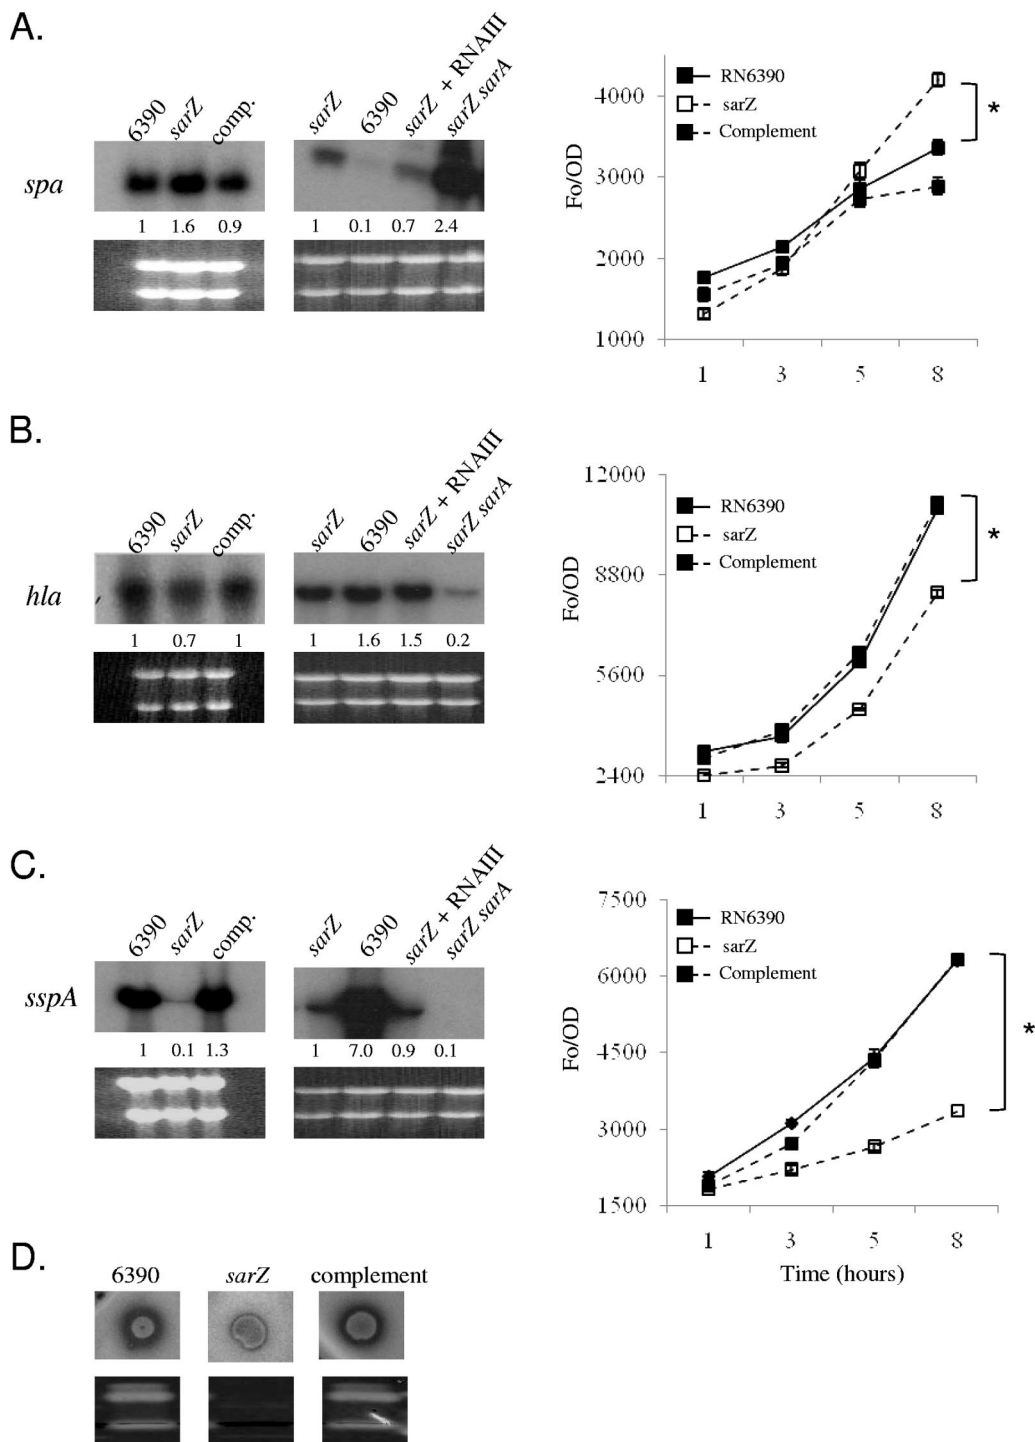 A.
6390
sarZ
comp.
sarZ
6390
sarZ + RNAIII
sarZ sarA
spa
1 1.6 0.9
1 0.1 0.7 2.4
RN6390
sarZ
Complement
Fo/OD
4000
3000
2000
1000
1 3 5 8
*
B.
6390
sarZ
comp.
sarZ
6390
sarZ + RNAIII
sarZ sarA
hla
1 0.7 1
1 1.6 1.5 0.2
RN6390
sarZ
Complement
Fo/OD
12000
8800
5600
2400
1 3 5 8
*
C.
6390
sarZ
comp.
sarZ
6390
sarZ + RNAIII
sarZ sarA
sspA
1 0.1 1.3
1 7.0 0.9 0.1
RN6390
sarZ
Complement
Fo/OD
7500
6000
4500
3000
1500
1 3 5 8
Time (hours)
*
D.
6390 sarZ complement